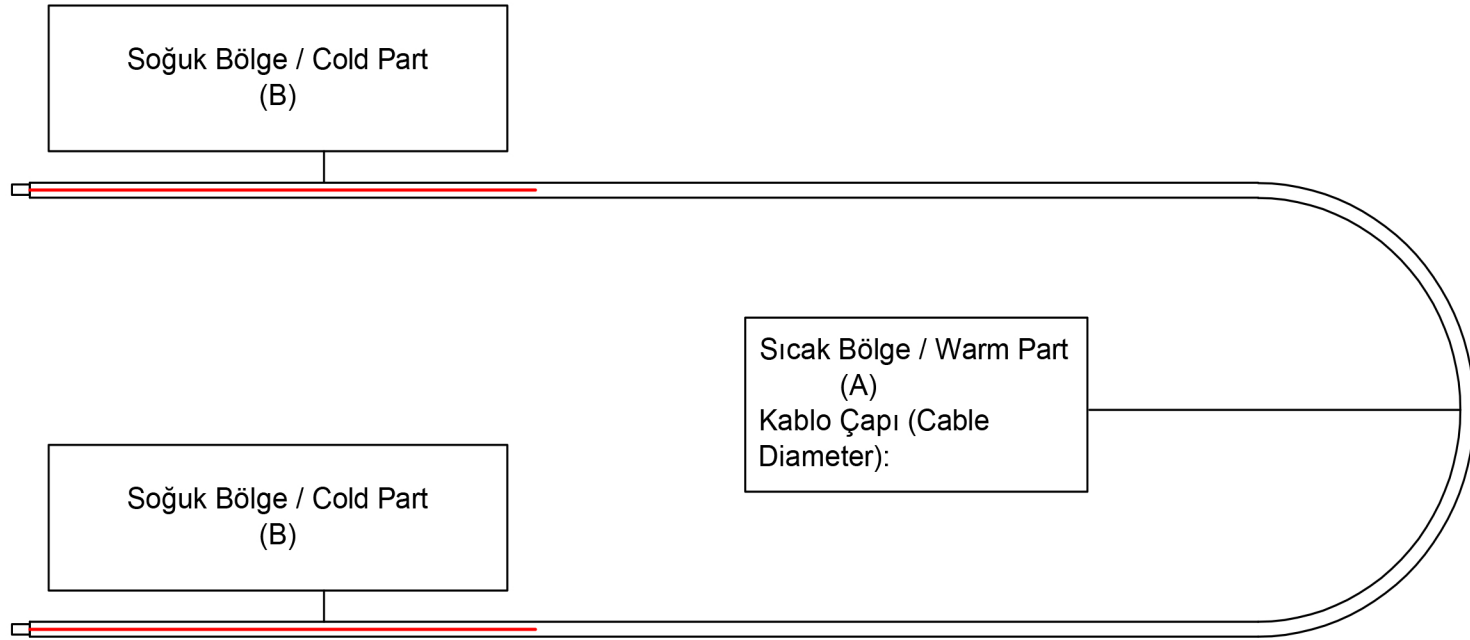 Soğuk Bölge / Cold Part
(B)
Sıcak Bölge / Warm Part
(A)
Kablo Çapı (Cable
Diameter):
Soğuk Bölge / Cold Part
(B)